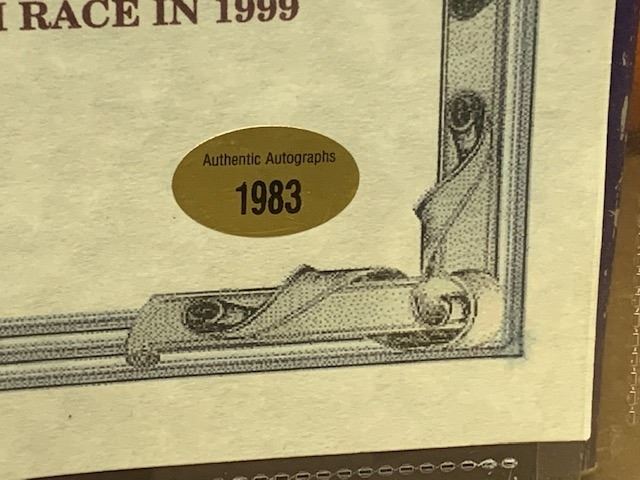 RACE IN 1999
Authentic Autographs
1983